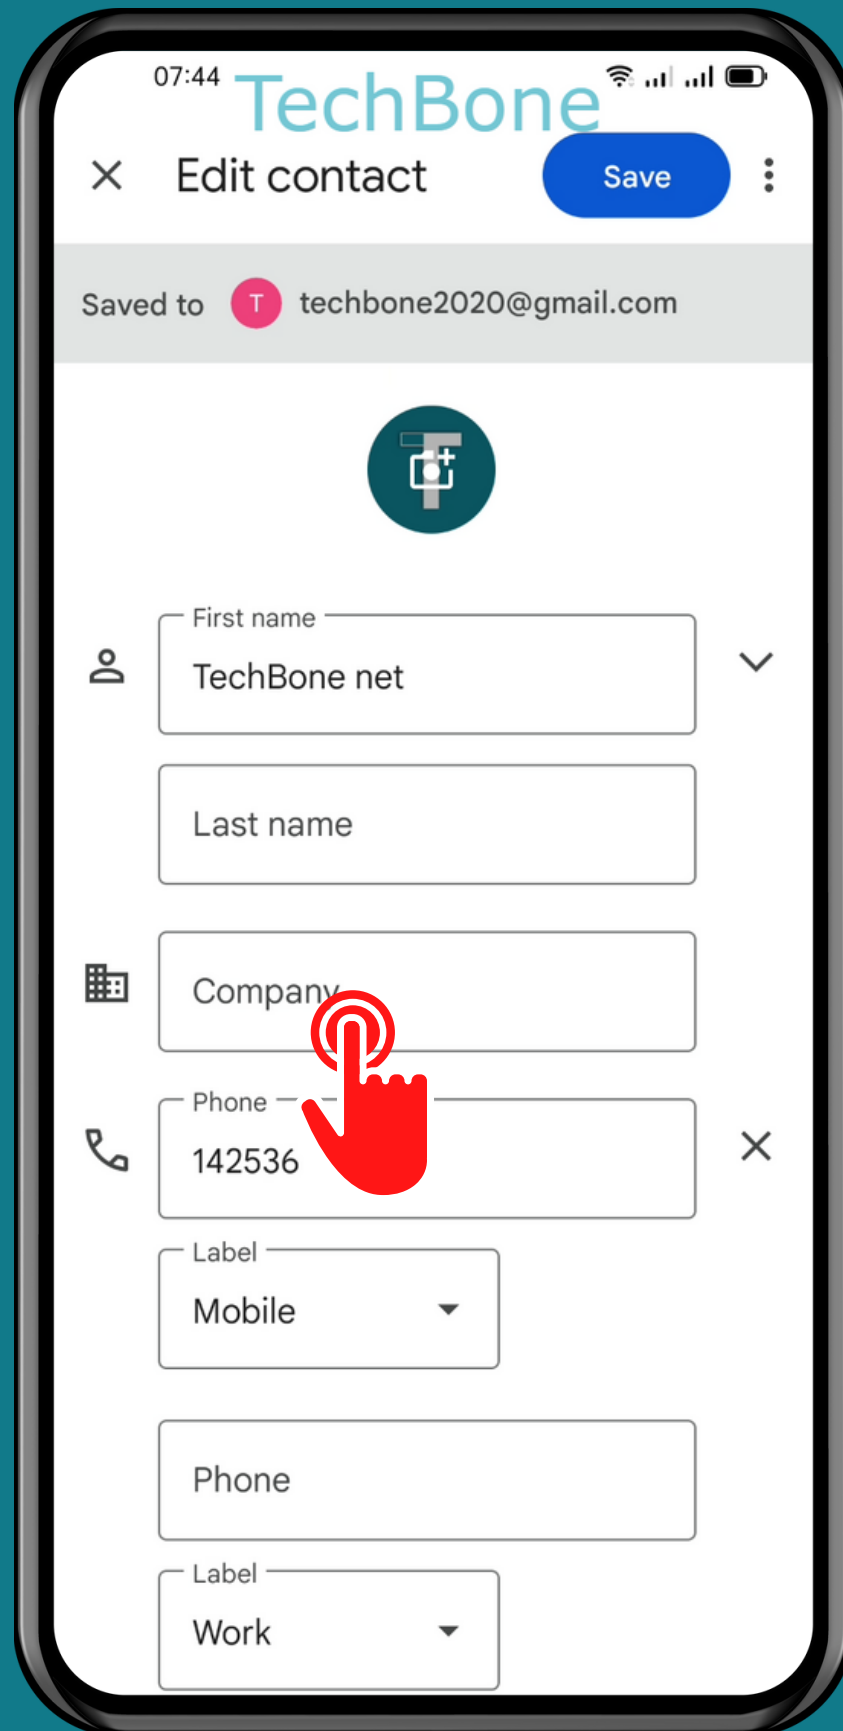 07:44
TechBone
Edit contact
Save
Saved to
T
techbone2020@gmail.com
First name
TechBone net
Last name
Company
Phone
142536
Label
Mobile
Phone
Label
Work